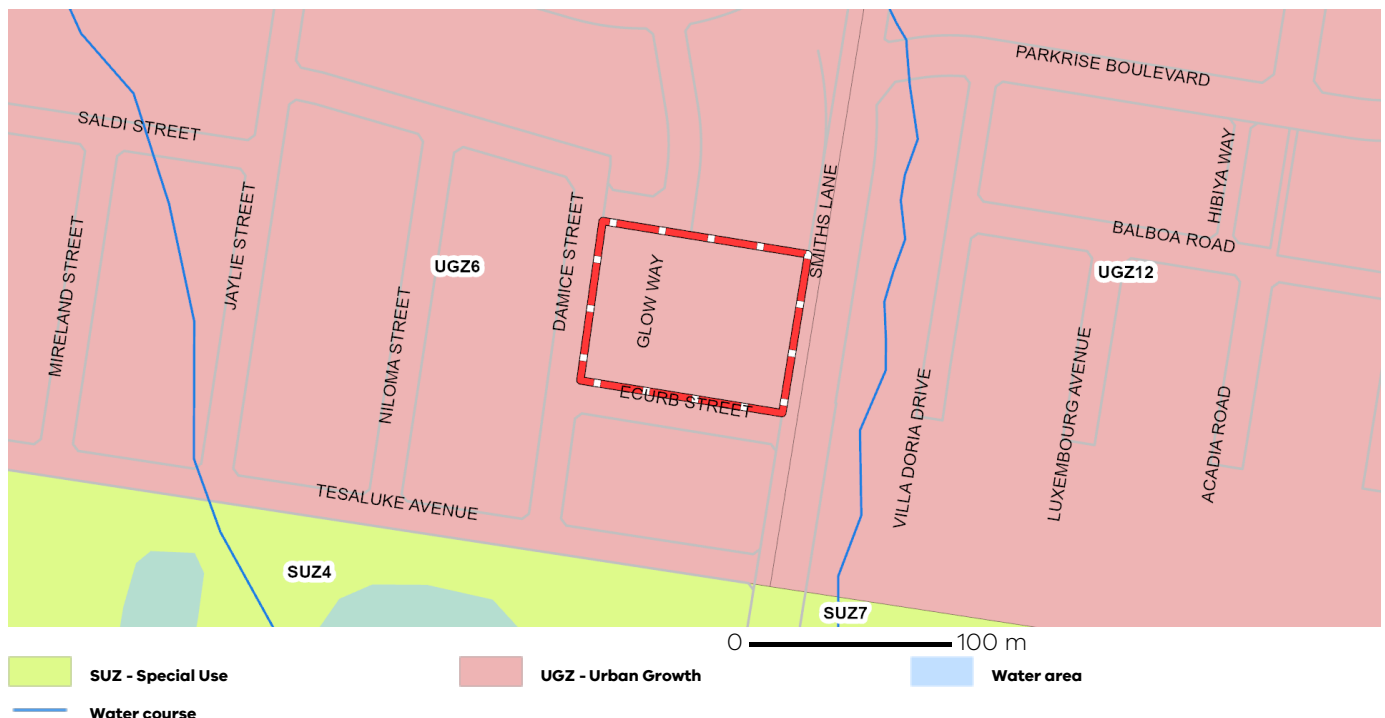 PARKRISE BOULEVARD
SALDI STREET
HIBIYA WAY
SMITHS LANE
MIRELAND STREET
JAYLIE STREET
DAMICE STREET
BALBOA ROAD
UGZ6
UGZ12
GLOW WAY
NILOMA STREET
ECURB STREET
VILLA DORIA DRIVE
LUXEMBOURG AVENUE
ACADIA ROAD
TESALUKE AVENUE
SUZ4
SUZ7
0 100 m
SUZ - Special Use
UGZ - Urban Growth
Water area
Water course